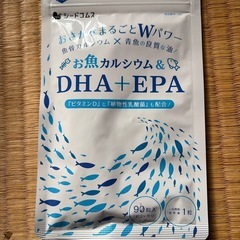 シードコムス
おさかなまるごとWパワー
魚骨カルシウム×青魚の良質な油!
お魚カルシウム&
DHA+EPA
『ビタミンD』と『植物性乳酸菌』も配合!
90粒入
1粒